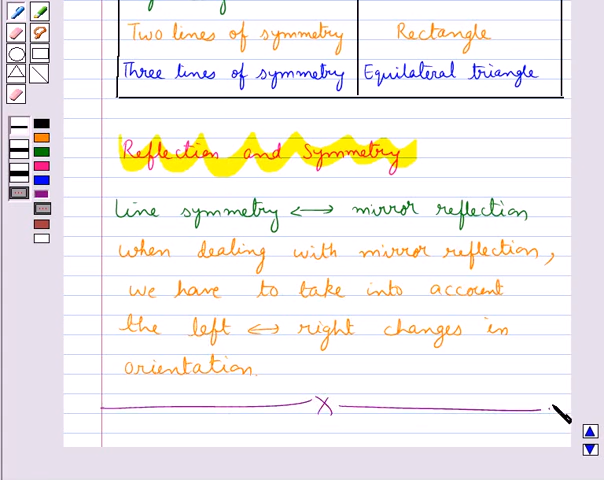 Two lines of symmetry Rectangle
Three lines of symmetry Equilateral triangle
Reflection and Symmetry
Line symmetry ↔ mirror reflection
when dealing with mirror reflection,
we have to take into account
the left ↔ right changes in
orientation.